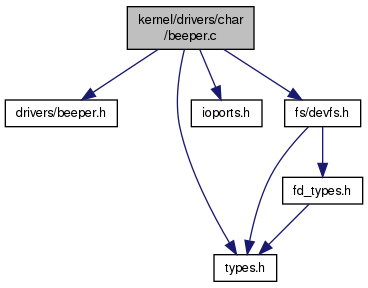 kernel/drivers/char
/beeper.c
drivers/beeper.h
ioports.h
fs/devfs.h
fd_types.h
types.h